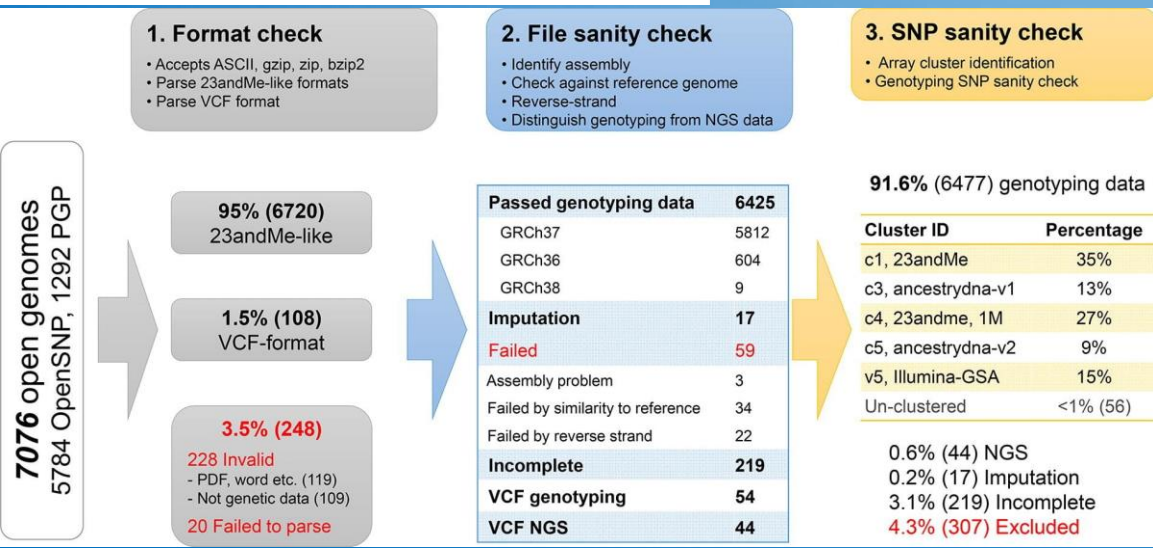 7076 open genomes
5784 OpenSNP, 1292 PGP
1. Format check
• Accepts ASCII, gzip, zip, bzip2
• Parse 23andMe-like formats
• Parse VCF format
95% (6720)
23andMe-like
1.5% (108)
VCF-format
3.5% (248)
228 Invalid
- PDF, word etc. (119)
- Not genetic data (109)
20 Failed to parse
2. File sanity check
• Identify assembly
• Check against reference genome
• Reverse-strand
• Distinguish genotyping from NGS data
Passed genotyping data 6425
GRCh37 5812
GRCh36 604
GRCh38 9
Imputation 17
Failed 59
Assembly problem 3
Failed by similarity to reference 34
Failed by reverse strand 22
Incomplete 219
VCF genotyping 54
VCF NGS 44
3. SNP sanity check
• Array cluster identification
• Genotyping SNP sanity check
91.6% (6477) genotyping data
Cluster ID Percentage
c1, 23andMe 35%
c3, ancestrydna-v1 13%
c4, 23andme, 1M 27%
c5, ancestrydna-v2 9%
v5, Illumina-GSA 15%
Un-clustered <1% (56)
0.6% (44) NGS
0.2% (17) Imputation
3.1% (219) Incomplete
4.3% (307) Excluded